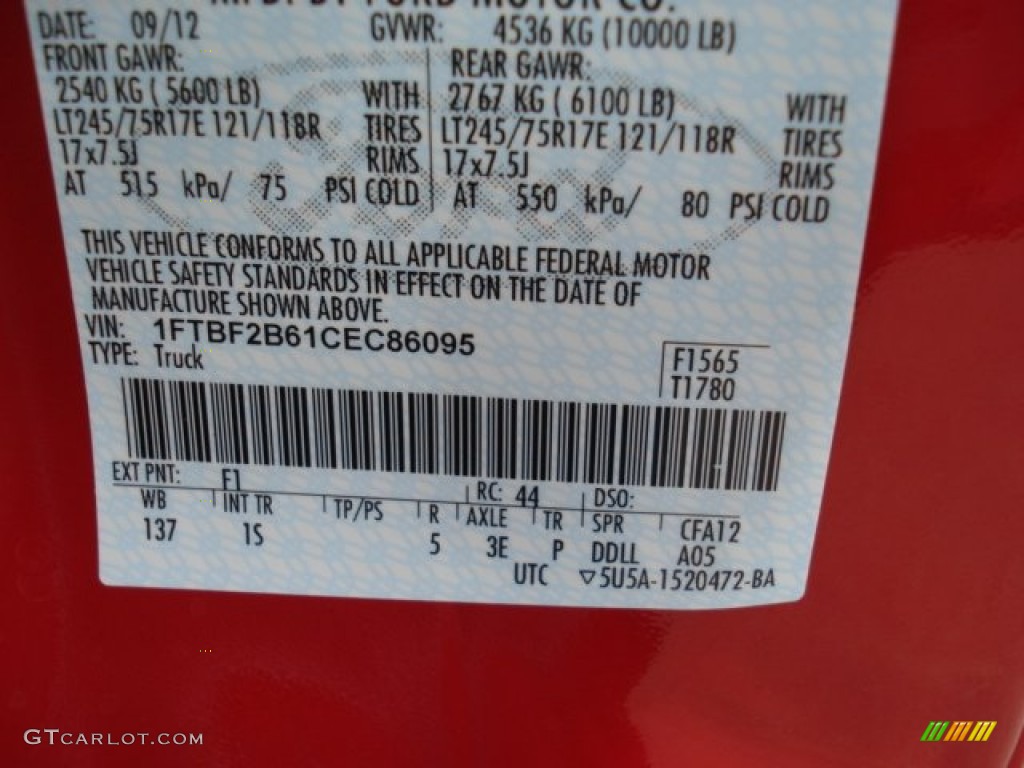 MFD. BY FORD MOTOR CO.
DATE: 09/12 GVWR: 4536 KG (10000 LB)
FRONT GAWR: REAR GAWR:
2540 KG ( 5600 LB) WITH 2767 KG ( 6100 LB) WITH
LT245/75R17E 121/118R TIRES LT245/75R17E 121/118R TIRES
17x7.5J RIMS 17x7.5J RIMS
AT 515 kPa/ 75 PSI COLD AT 550 kPa/ 80 PSI COLD
THIS VEHICLE CONFORMS TO ALL APPLICABLE FEDERAL MOTOR
VEHICLE SAFETY STANDARDS IN EFFECT ON THE DATE OF
MANUFACTURE SHOWN ABOVE.
VIN: 1FTBF2B61CEC86095
TYPE: Truck
F1565
T1780
EXT PNT: F1 RC: 44 DSO:
WB INT TR TP/PS R AXLE TR SPR CFA12
137 1S 5 3E P DDLL A05
UTC ▽5U5A-1520472-BA
GTCARLOT.COM